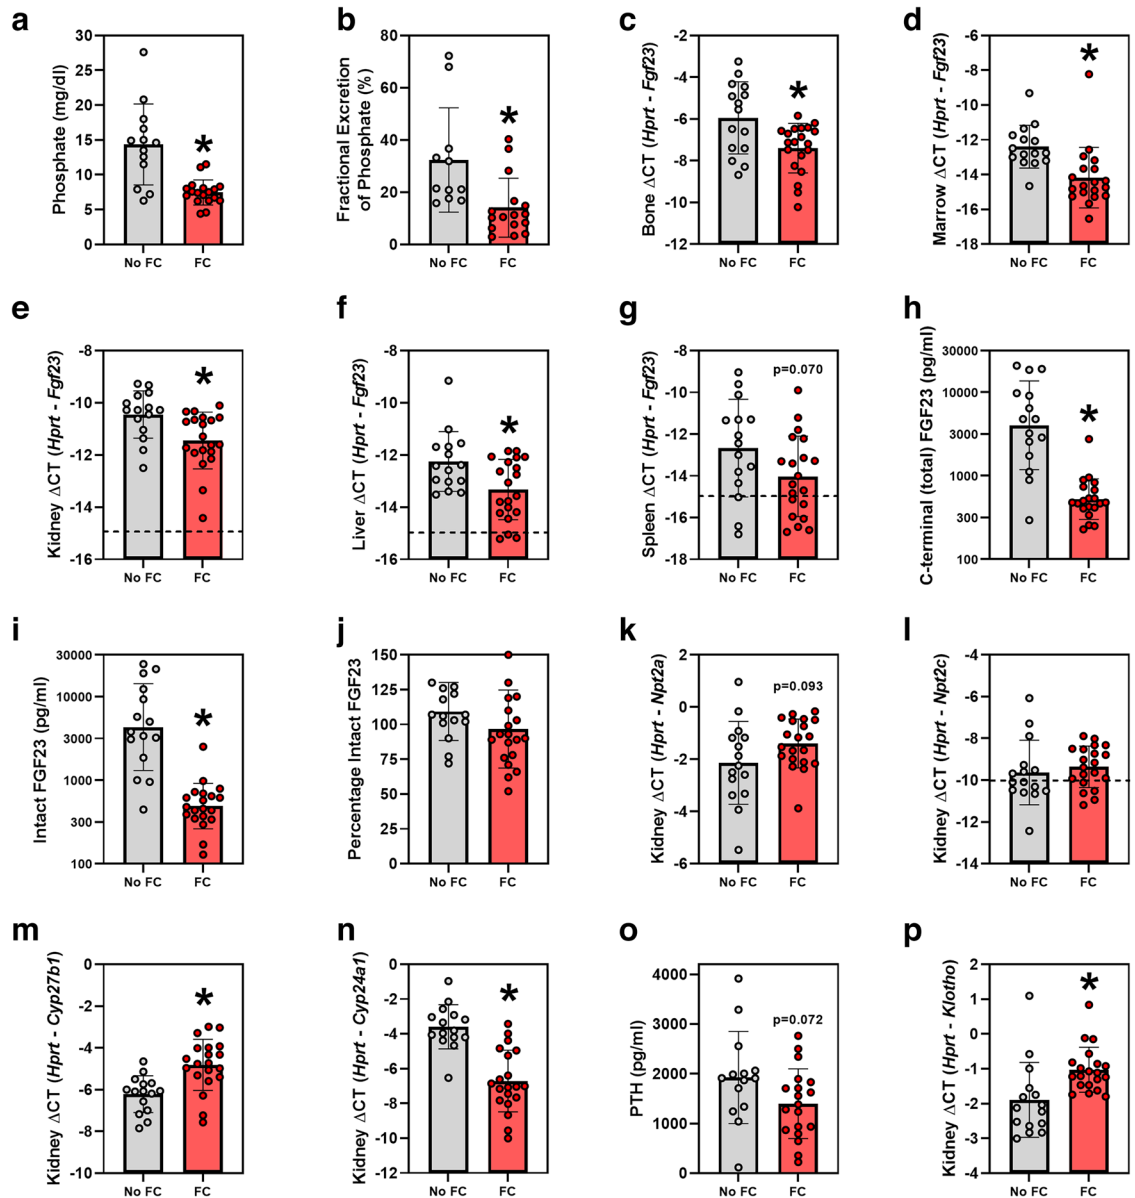 a
Phosphate (mg/dl)
30
25
20
15
10
5
0
*
No FC
FC
b
Fractional Excretion
of Phosphate (%)
80
60
40
20
0
*
No FC
FC
c
Bone ΔCT (Hprt - Fgf23)
-2
-4
-6
-8
-10
-12
*
No FC
FC
d
Marrow ΔCT (Hprt - Fgf23)
-6
-8
-10
-12
-14
-16
-18
*
No FC
FC
e
Kidney ΔCT (Hprt - Fgf23)
-8
-10
-12
-14
-16
*
No FC
FC
f
Liver ΔCT (Hprt - Fgf23)
-8
-10
-12
-14
-16
*
No FC
FC
g
Spleen ΔCT (Hprt - Fgf23)
-8
-10
-12
-14
-16
-18
p=0.070
No FC
FC
h
C-terminal (total) FGF23 (pg/ml)
30000
10000
3000
1000
300
100
*
No FC
FC
i
Intact FGF23 (pg/ml)
30000
10000
3000
1000
300
100
*
No FC
FC
j
Percentage Intact FGF23
150
125
100
75
50
25
0
No FC
FC
k
Kidney ΔCT (Hprt - Npt2a)
2
0
-2
-4
-6
p=0.093
No FC
FC
l
Kidney ΔCT (Hprt - Npt2c)
-4
-6
-8
-10
-12
-14
No FC
FC
m
Kidney ΔCT (Hprt - Cyp27b1)
0
-2
-4
-6
-8
-10
*
No FC
FC
n
Kidney ΔCT (Hprt - Cyp24a1)
0
-2
-4
-6
-8
-10
-12
*
No FC
FC
o
PTH (pg/ml)
4000
3000
2000
1000
0
p=0.072
No FC
FC
p
Kidney ΔCT (Hprt - Klotho)
2
1
0
-1
-2
-3
-4
*
No FC
FC